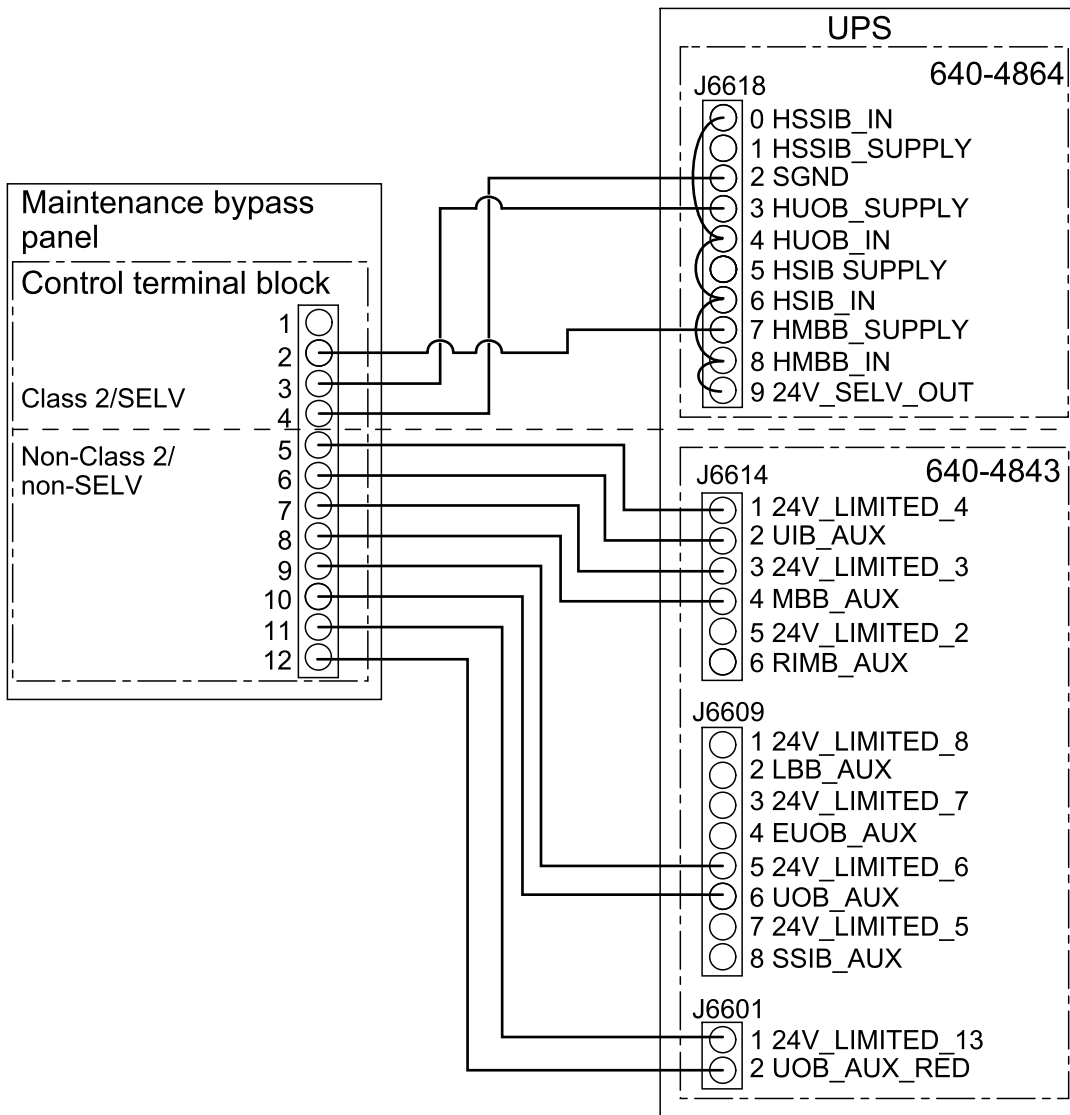 UPS
640-4864
J6618
0 HSSIB_IN
1 HSSIB_SUPPLY
2 SGND
3 HUOB_SUPPLY
4 HUOB_IN
5 HSIB SUPPLY
6 HSIB_IN
7 HMBB_SUPPLY
8 HMBB_IN
9 24V_SELV_OUT
Maintenance bypass
panel
Control terminal block
1
2
3
4
Class 2/SELV
Non-Class 2/
non-SELV
5
6
7
8
9
10
11
12
640-4843
J6614
1 24V_LIMITED_4
2 UIB_AUX
3 24V_LIMITED_3
4 MBB_AUX
5 24V_LIMITED_2
6 RIMB_AUX
J6609
1 24V_LIMITED_8
2 LBB_AUX
3 24V_LIMITED_7
4 EUOB_AUX
5 24V_LIMITED_6
6 UOB_AUX
7 24V_LIMITED_5
8 SSIB_AUX
J6601
1 24V_LIMITED_13
2 UOB_AUX_RED